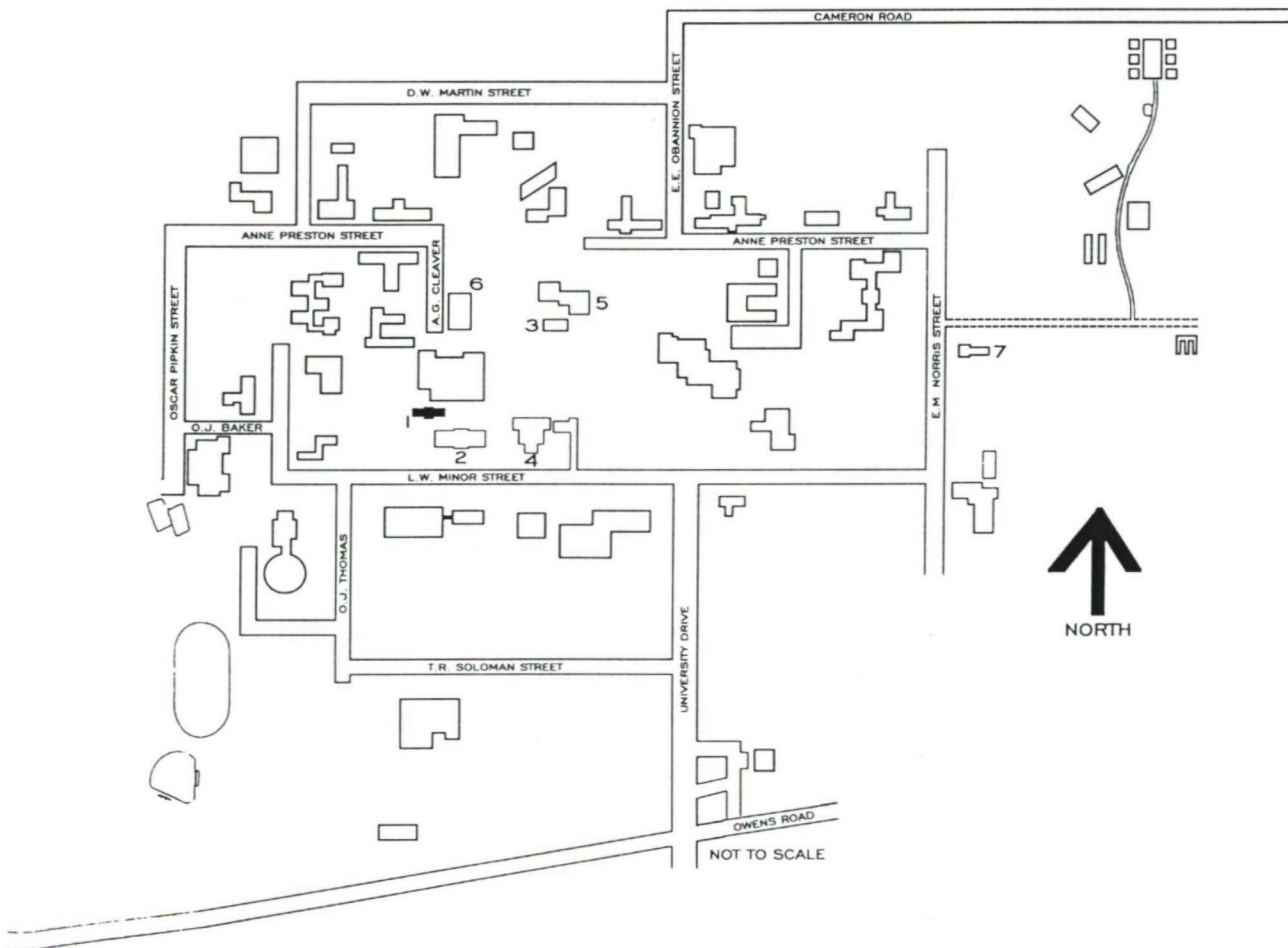 CAMERON ROAD
D.W. MARTIN STREET
E.E. OBANNION STREET
ANNE PRESTON STREET
ANNE PRESTON STREET
A.G. CLEAVER
6
5
3
OSCAR PIPKIN STREET
E.M NORRIS STREET
7
O.J. BAKER
1
2
4
L.W. MINOR STREET
O.J. THOMAS
NORTH
T.R. SOLOMAN STREET
UNIVERSITY DRIVE
OWENS ROAD
NOT TO SCALE